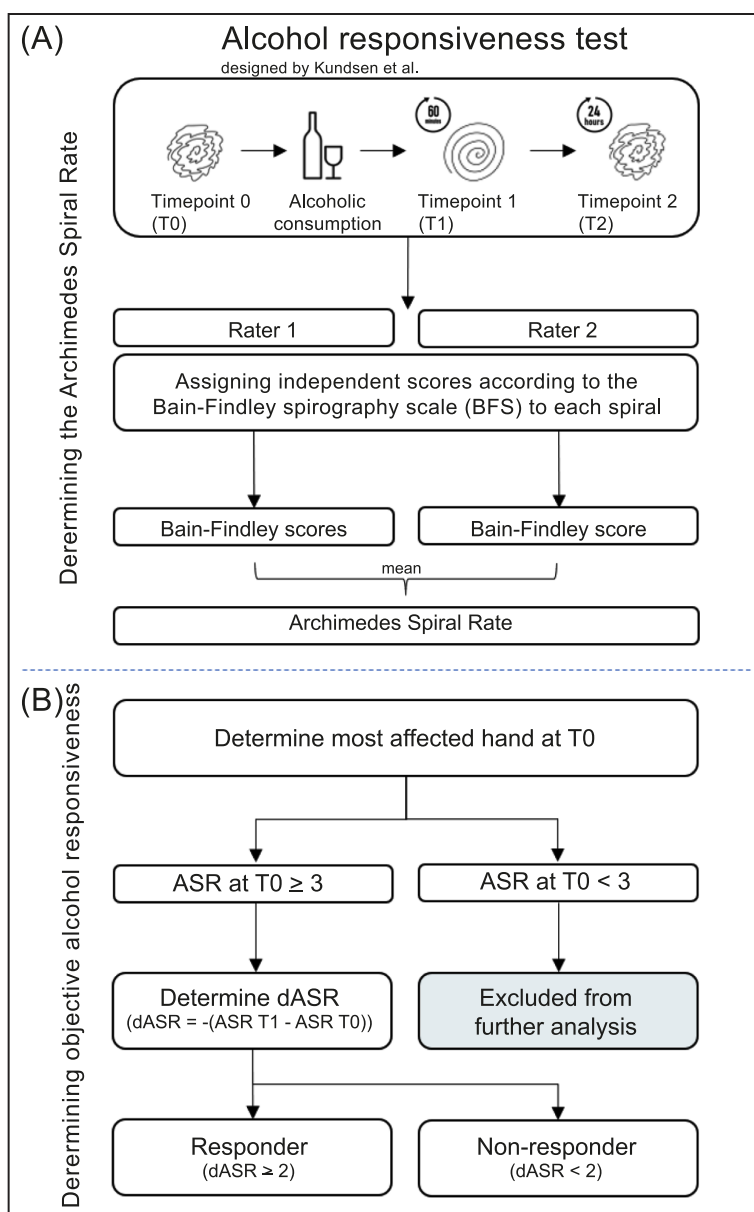 (A)
Alcohol responsiveness test
designed by Kundsen et al.
Derermining the Archimedes Spiral Rate
60
minutes
24
hours
Timepoint 0
(T0)
Alcoholic
consumption
Timepoint 1
(T1)
Timepoint 2
(T2)
Rater 1
Rater 2
Assigning independent scores according to the
Bain-Findley spirography scale (BFS) to each spiral
Bain-Findley scores
Bain-Findley score
mean
Archimedes Spiral Rate
(B)
Derermining objective alcohol responsiveness
Determine most affected hand at T0
ASR at T0 ≥ 3
ASR at T0 < 3
Determine dASR
(dASR = -(ASR T1 - ASR T0))
Excluded from
further analysis
Responder
(dASR ≥ 2)
Non-responder
(dASR < 2)